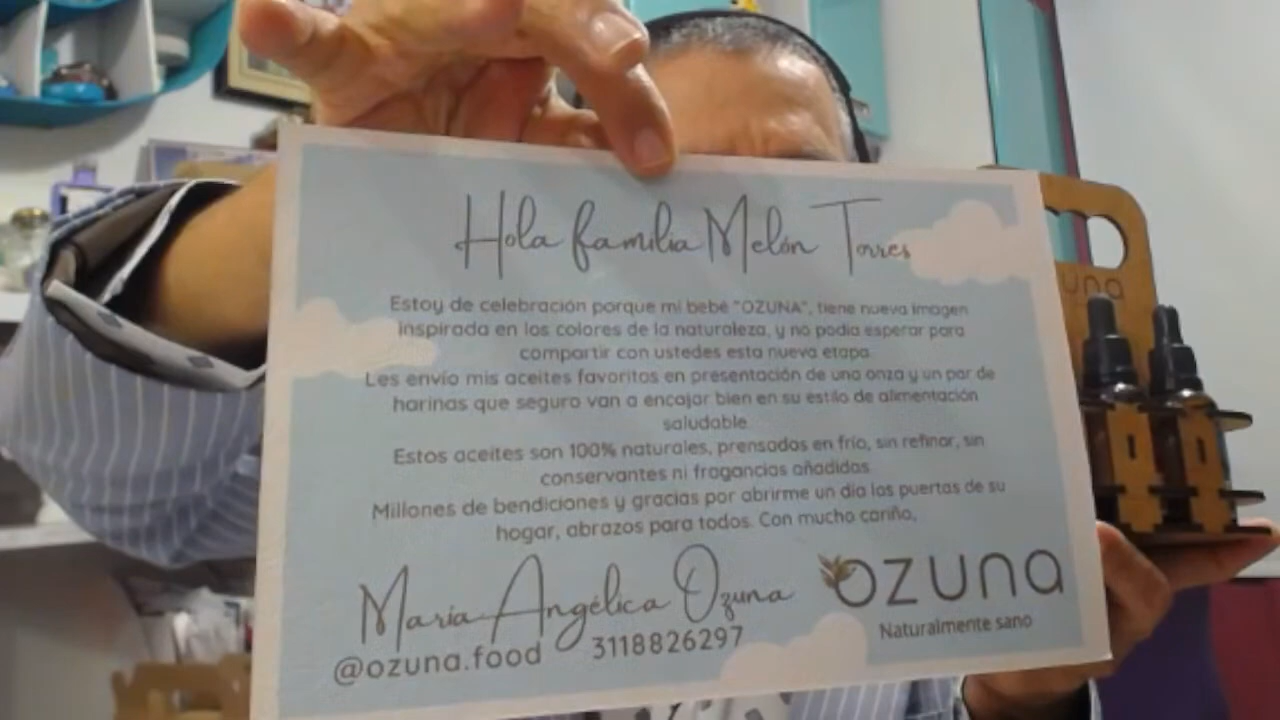 Hola familia Melón Torres
Estoy de celebración porque mi bebé "OZUNA", tiene nueva imagen
inspirada en los colores de la naturaleza, y no podía esperar para
compartir con ustedes esta nueva etapa.
Les envío mis aceites favoritos en presentación de una onza y un par de
harinas que seguro van a encajar bien en su estilo de alimentación
saludable.
Estos aceites son 100% naturales, prensados en frío, sin refinar, sin
conservantes ni fragancias añadidas.
Millones de bendiciones y gracias por abrirme un día las puertas de su
hogar, abrazos para todos. Con mucho cariño,
María Angélica Ozuna
@ozuna.food 3118826297
OZUNA
Naturalmente sano
una